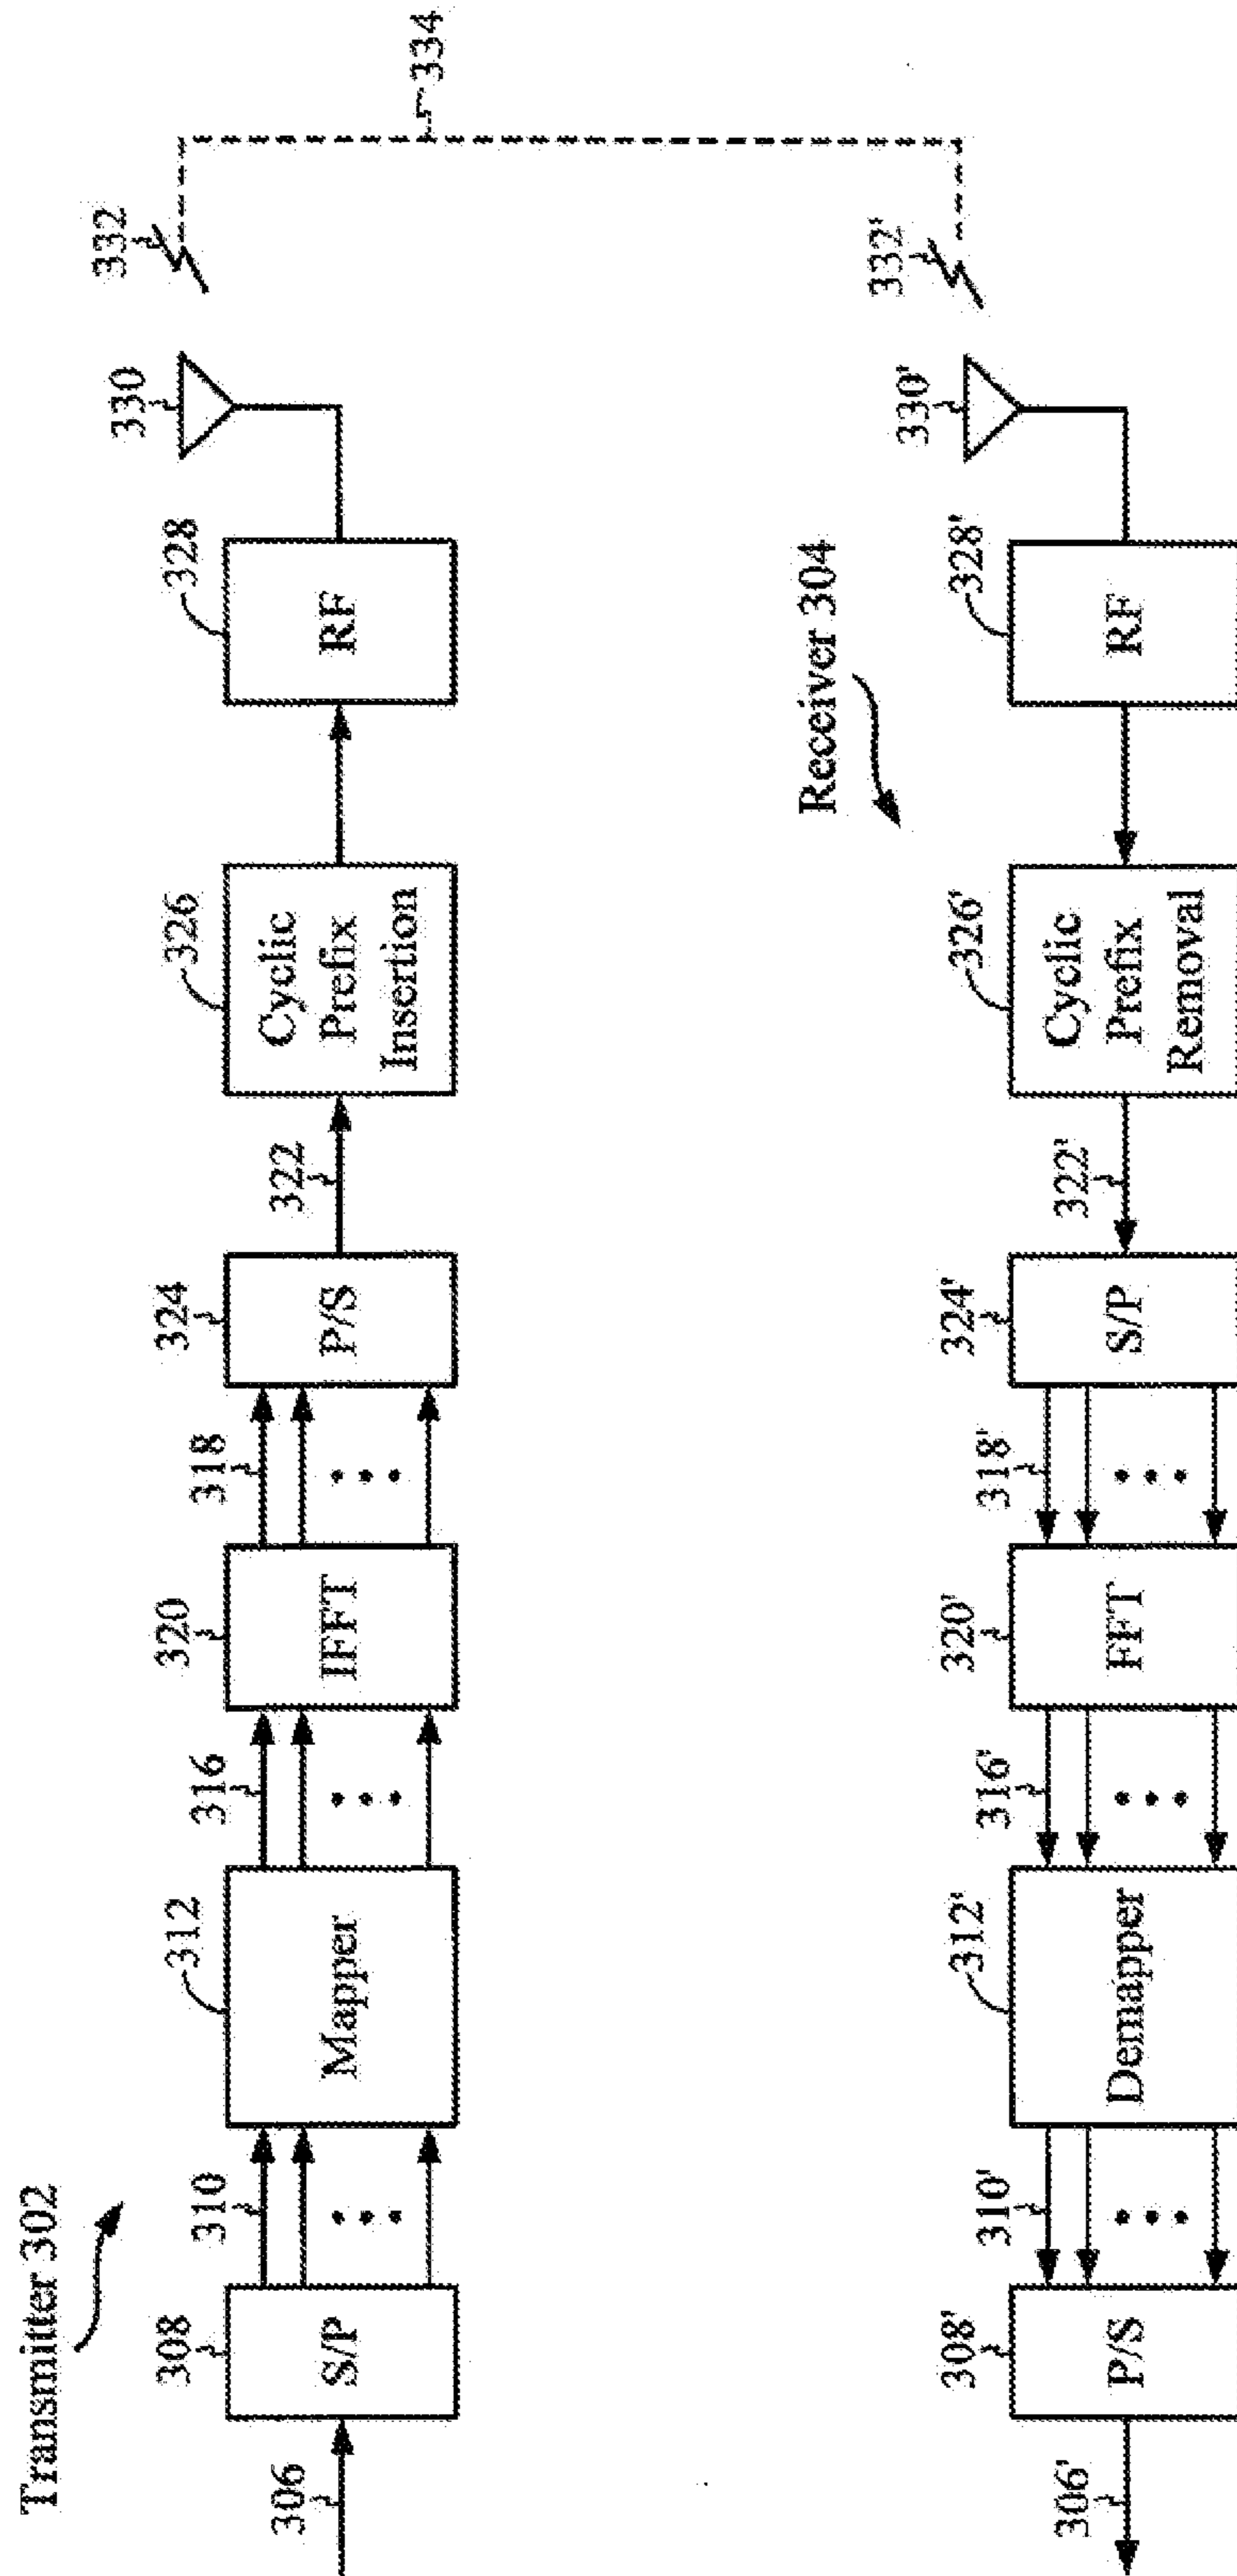 Transmitter 302
306
308
S/P
310
312
Mapper
316
320
IFFT
318
324
P/S
322
326
Cyclic
Prefix
Insertion
328
RF
330
332
334
Receiver 304
306'
308'
P/S
310'
312'
Demapper
316'
320'
FFT
318'
324'
S/P
322'
326'
Cyclic
Prefix
Removal
328'
RF
330'
332'